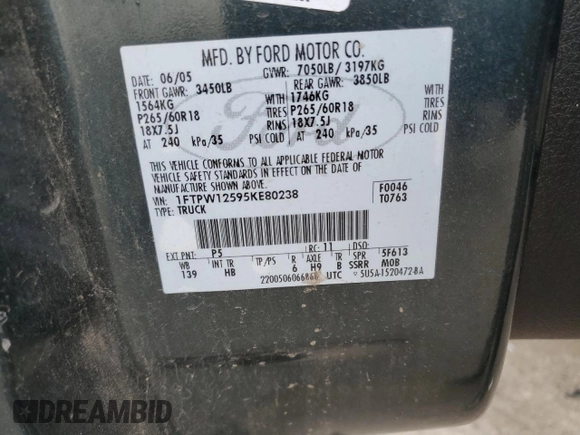 MFD. BY FORD MOTOR CO.
DATE: 06/05 GVWR: 7050LB/ 3197KG
FRONT GAWR: 3450LB REAR GAWR: 3850LB
1564KG WITH 1746KG WITH
P265/60R18 TIRES P265/60R18 TIRES
18X7.5J RIMS 18X7.5J RIMS
AT 240 kPa/35 PSI COLD AT 240 kPa/35 PSI COLD
THIS VEHICLE CONFORMS TO ALL APPLICABLE FEDERAL MOTOR
VEHICLE SAFETY STANDARDS IN EFFECT ON THE DATE OF
MANUFACTURE SHOWN ABOVE.
VIN: 1FTPW12595KE80238 F0046
TYPE: TRUCK T0763
EXT PNT: P5 RC: 11 DSO:
WB INT TR TP/PS R AXLE TR SPR 5F613
139 HB 6 H9 B SSRR MOB
UTC 5U5A-1520472-BA
Ford
DREAMBID